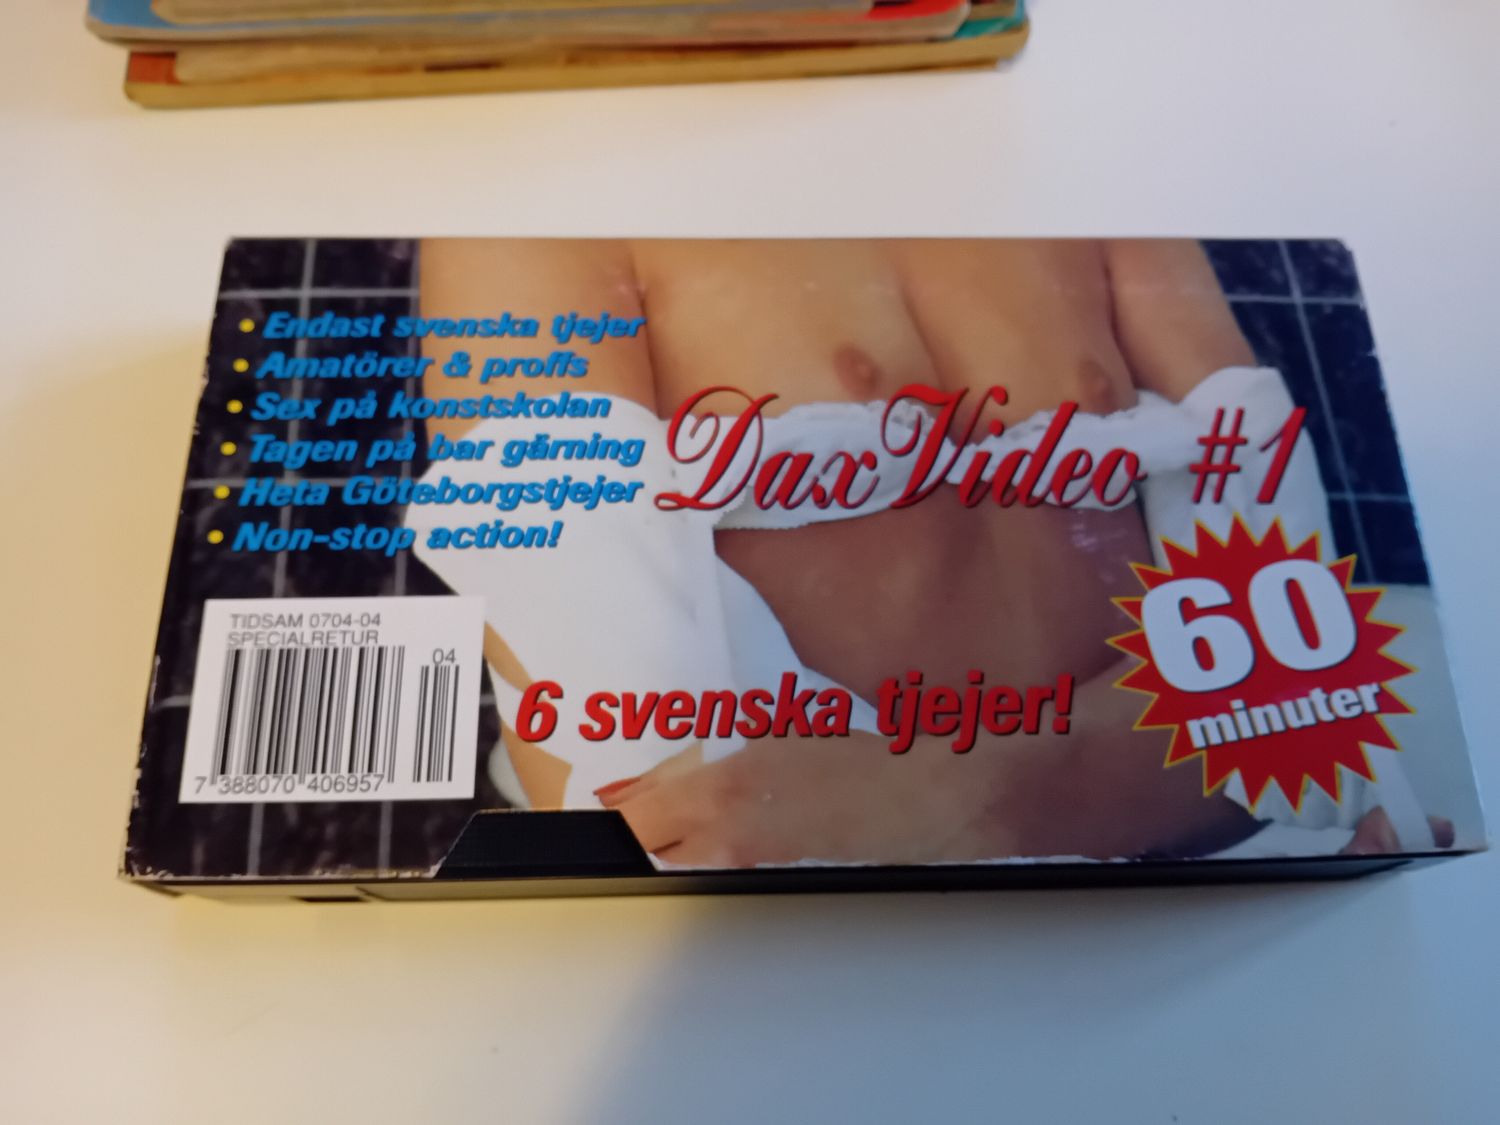 • Endast svenska tjejer
• Amatörer & proffs
• Sex på konstskolan
• Tagen på bar gärning
• Heta Göteborgstjejer
• Non-stop action!
DaxVideo #1
60
minuter
6 svenska tjejer!
TIDSAM 0704-04
SPECIALRETUR
04
7 388070 406957